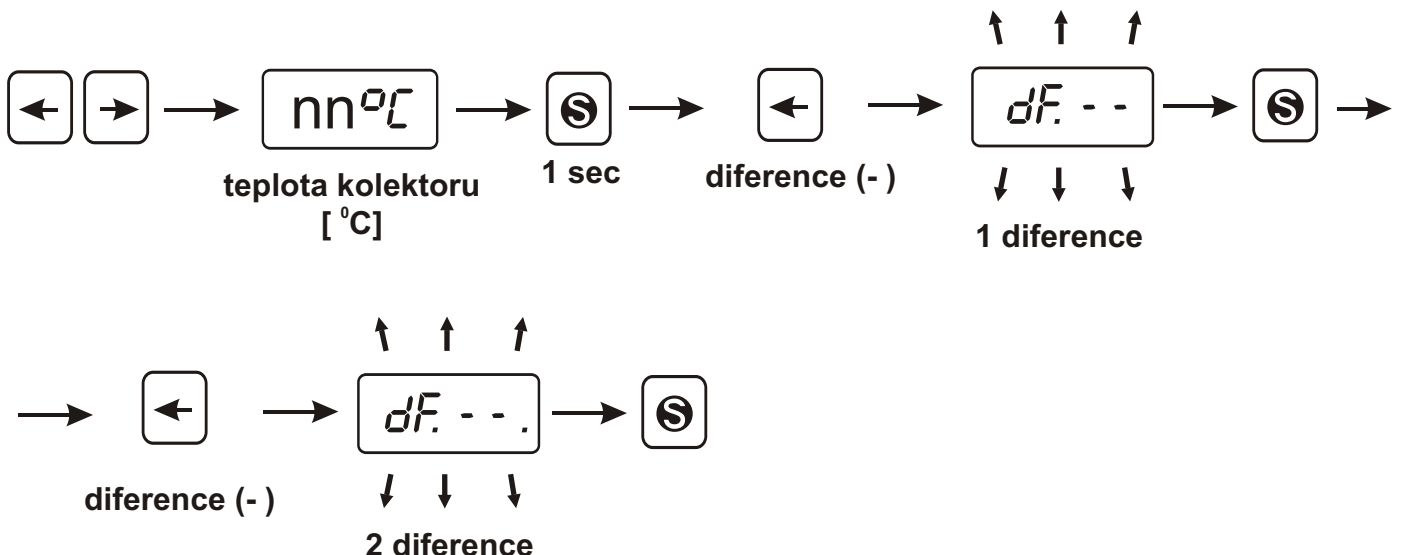 nn°C
S
dF. - -
S
teplota kolektoru
[ °C]
1 sec
diference (- )
1 diference
dF. - - .
S
diference (- )
2 diference